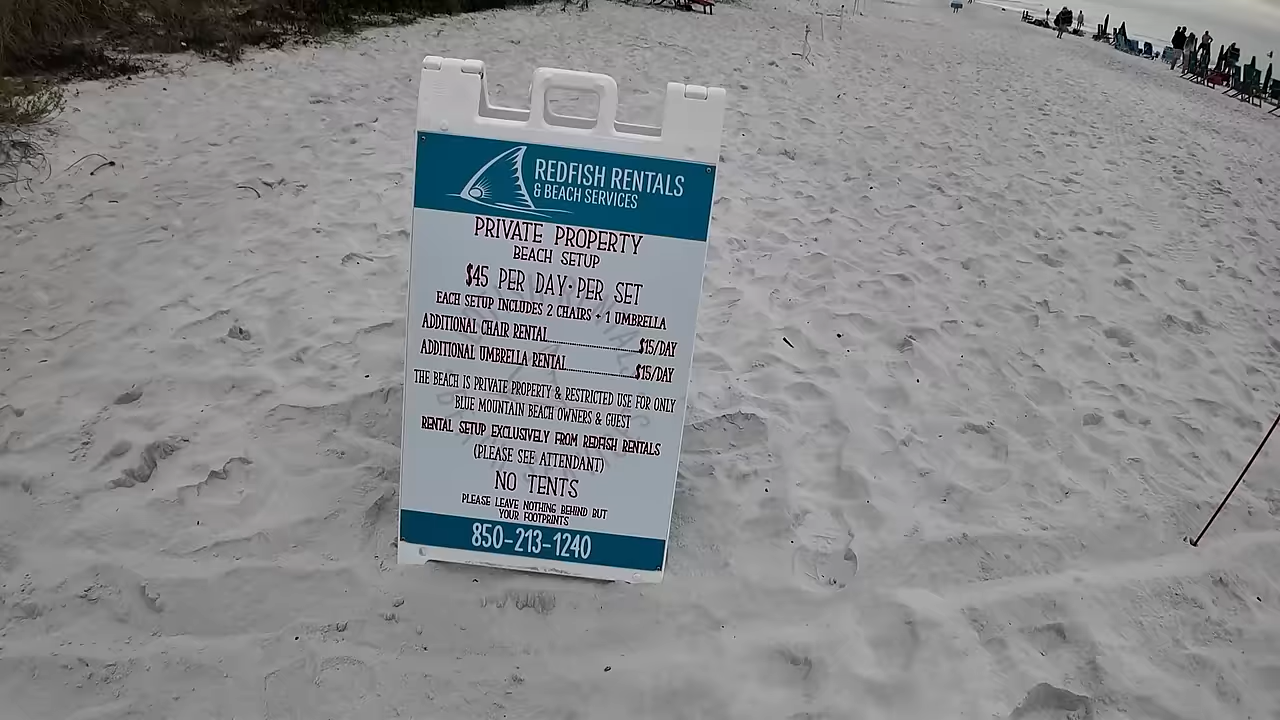 REDFISH RENTALS
& BEACH SERVICES
PRIVATE PROPERTY
BEACH SETUP
$45 PER DAY · PER SET
EACH SETUP INCLUDES 2 CHAIRS + 1 UMBRELLA
ADDITIONAL CHAIR RENTAL....................$15/DAY
ADDITIONAL UMBRELLA RENTAL...............$15/DAY
THE BEACH IS PRIVATE PROPERTY & RESTRICTED USE FOR ONLY
BLUE MOUNTAIN BEACH OWNERS & GUEST
RENTAL SETUP EXCLUSIVELY FROM REDFISH RENTALS
(PLEASE SEE ATTENDANT)
NO TENTS
PLEASE LEAVE NOTHING BEHIND BUT
YOUR FOOTPRINTS
850-213-1240